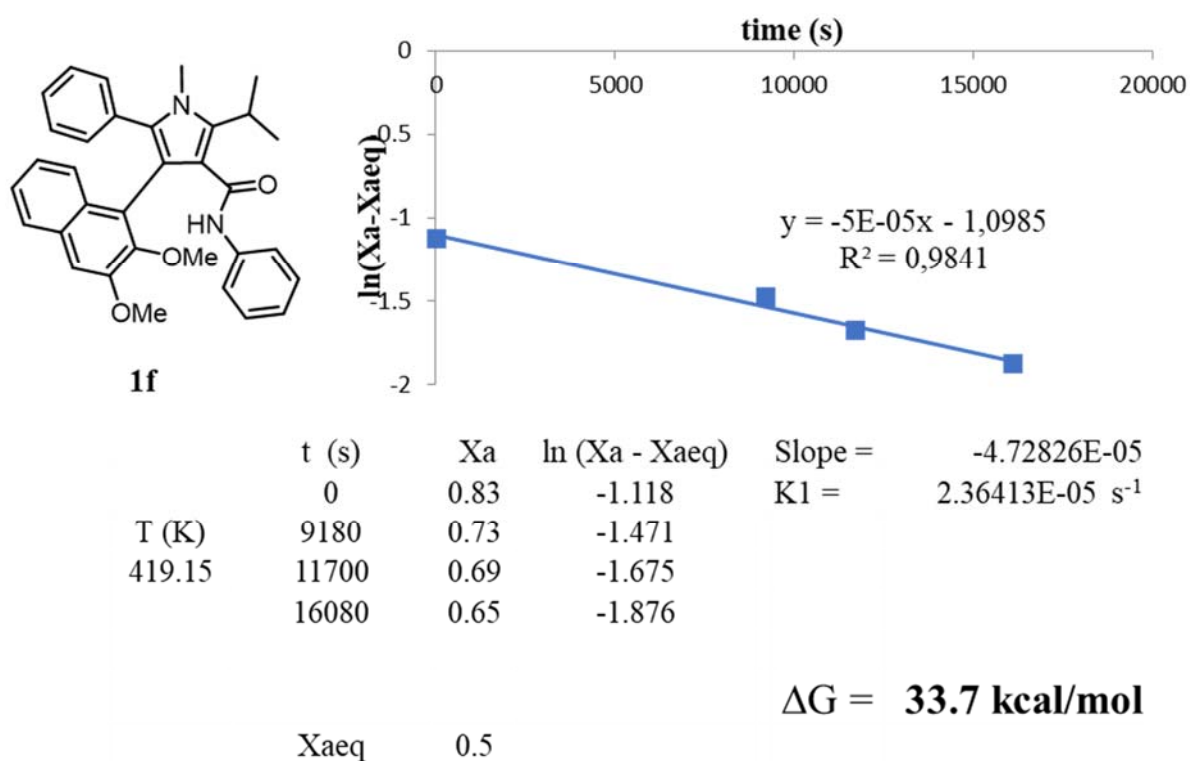 time (s)
0
0 5000 10000 15000 20000
-0.5
-1
-1.5
-2
ln(Xa-Xaeq)
y = -5E-05x - 1,0985
R² = 0,9841
N
O
HN
OMe
OMe
1f
t (s) Xa ln (Xa - Xaeq) Slope = -4.72826E-05
0 0.83 -1.118 K1 = 2.36413E-05 s-1
T (K) 9180 0.73 -1.471
419.15 11700 0.69 -1.675
16080 0.65 -1.876
ΔG = 33.7 kcal/mol
Xaeq 0.5